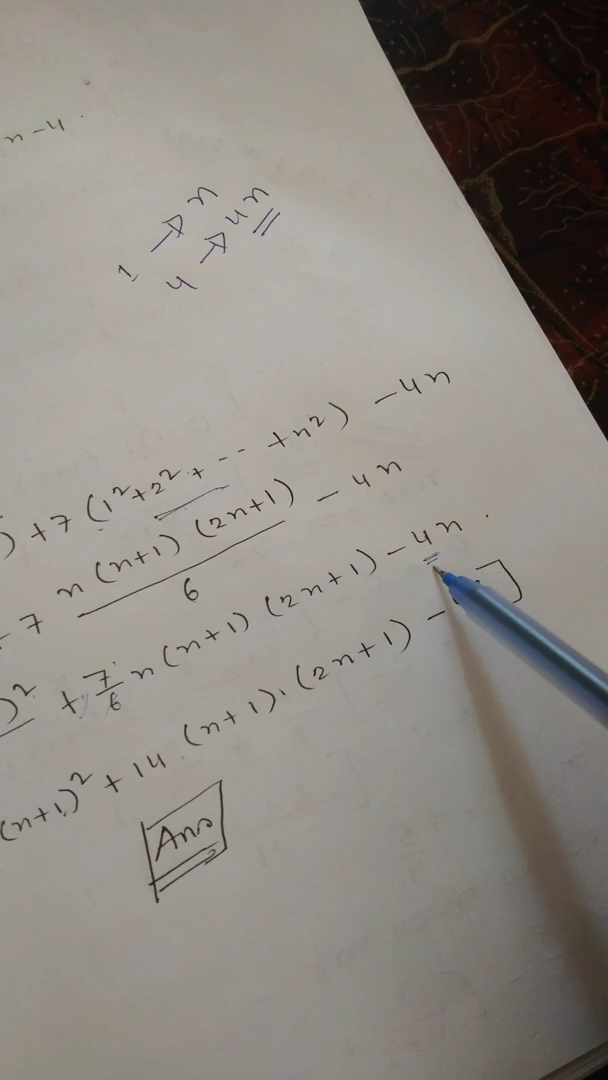 n-4.
1 → n
4 → 4n
) + 7 (1²+2²+ -- +n²) - 4n
- 7 n(n+1)(2n+1)/6 - 4n
)² + 7/6 n(n+1)(2n+1) - 4n.
(n+1)² + 14 (n+1).(2n+1) - ]
Ans